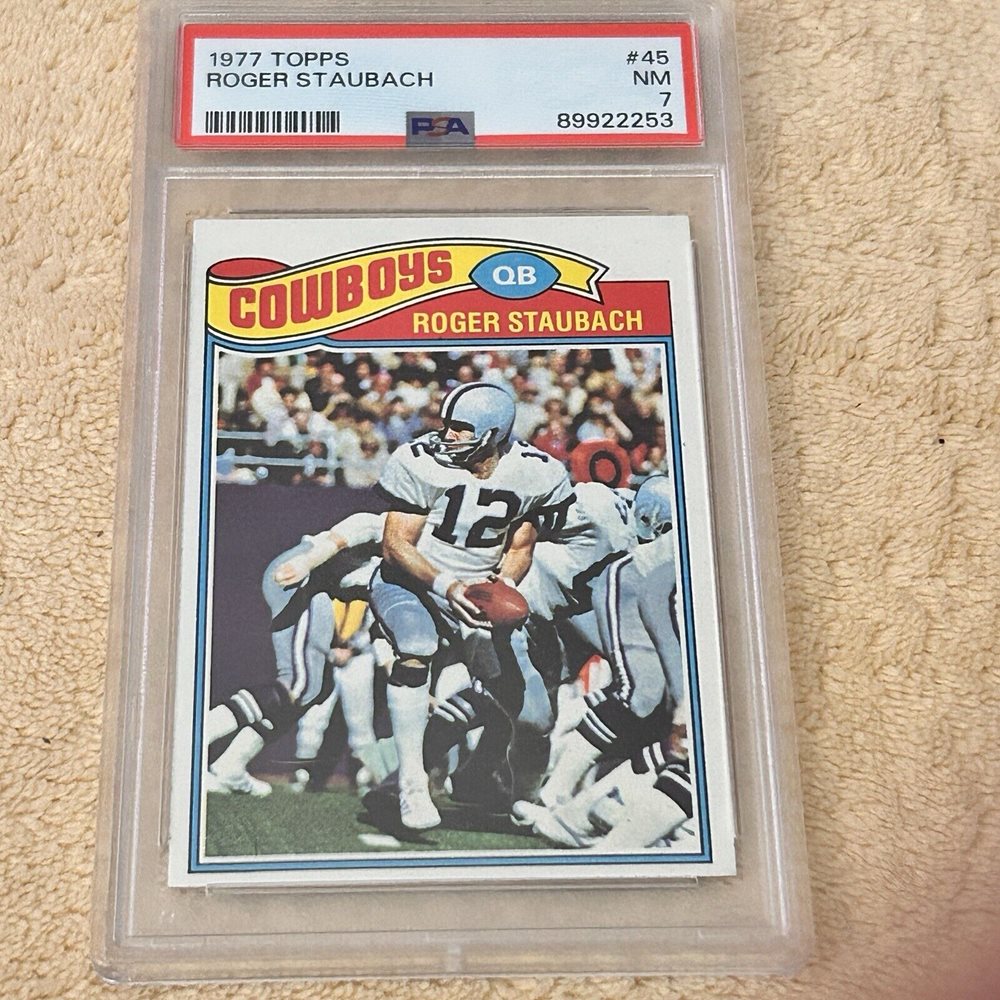 1977 TOPPS #45
ROGER STAUBACH NM
7
PSA 89922253
COWBOYS QB
ROGER STAUBACH
12